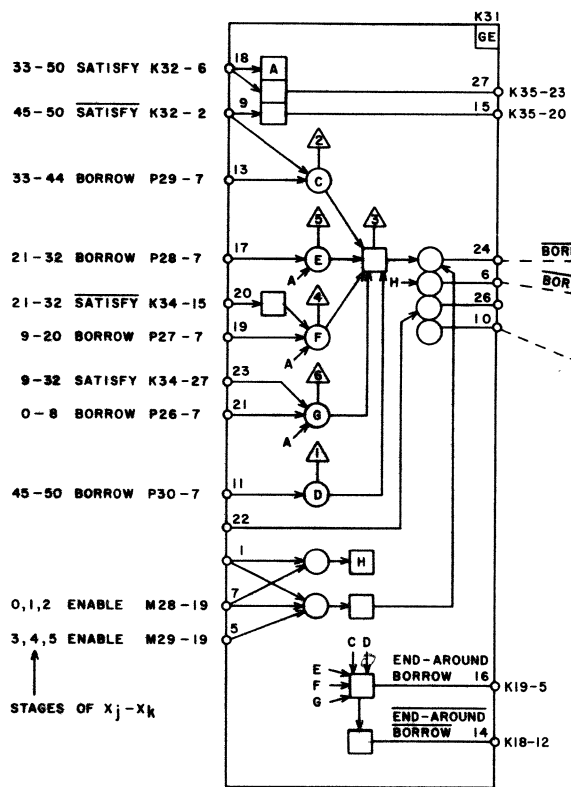 K31
GE
33-50 SATISFY K32-6 18 A
27 K35-23
45-50 SATISFY K32-2 9 15 K35-20
2
33-44 BORROW P29-7 13 C
5 3
21-32 BORROW P28-7 17 E 24
A H 6
21-32 SATISFY K34-15 20 4 26
9-20 BORROW P27-7 19 F 10
A
9-32 SATISFY K34-27 23 6
0-8 BORROW P26-7 21 G
A
1
45-50 BORROW P30-7 11 D
22
1 H
0,1,2 ENABLE M28-19 7
3,4,5 ENABLE M29-19 5
C D
E END-AROUND
F BORROW 16 K19-5
G
STAGES OF Xj-Xk
END-AROUND
BORROW 14 K18-12